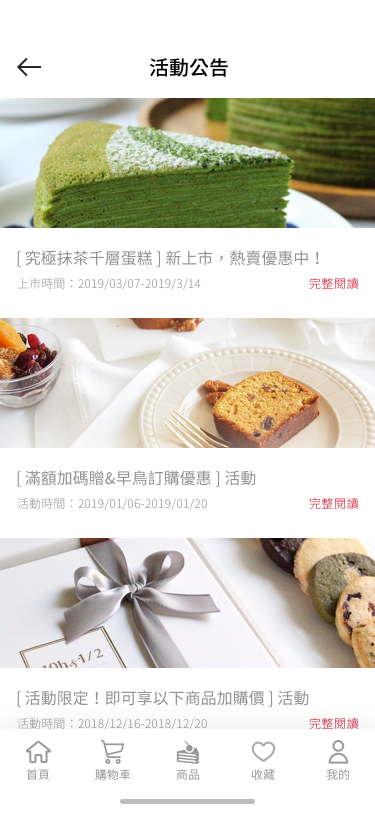 活動公告
[ 究極抹茶千層蛋糕 ] 新上市，熱賣優惠中！
上市時間：2019/03/07-2019/3/14
完整閱讀
[ 滿額加碼贈&早鳥訂購優惠 ] 活動
活動時間：2019/01/06-2019/01/20
完整閱讀
1/2
[ 活動限定！即可享以下商品加購價 ] 活動
活動時間：2018/12/16-2018/12/20
完整閱讀
首頁
購物車
商品
收藏
我的